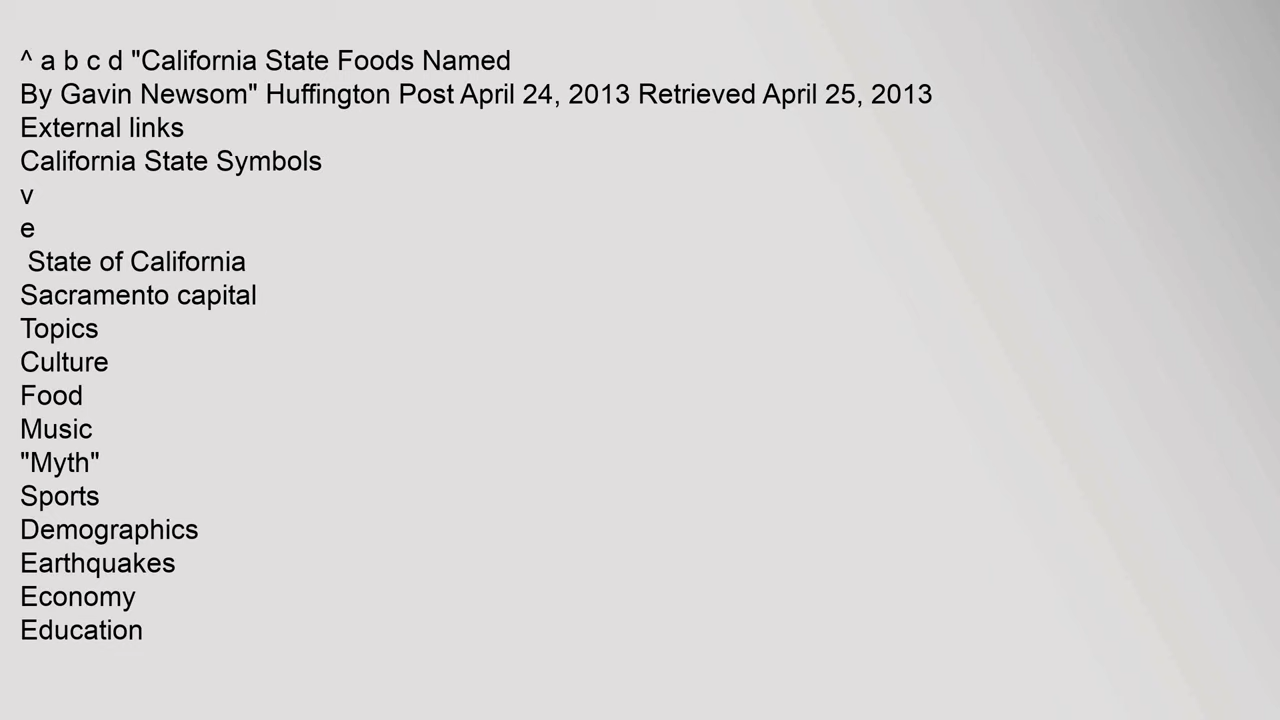 ^ a b c d "California State Foods Named
By Gavin Newsom" Huffington Post April 24, 2013 Retrieved April 25, 2013
External links
California State Symbols
v
e
State of California
Sacramento capital
Topics
Culture
Food
Music
"Myth"
Sports
Demographics
Earthquakes
Economy
Education